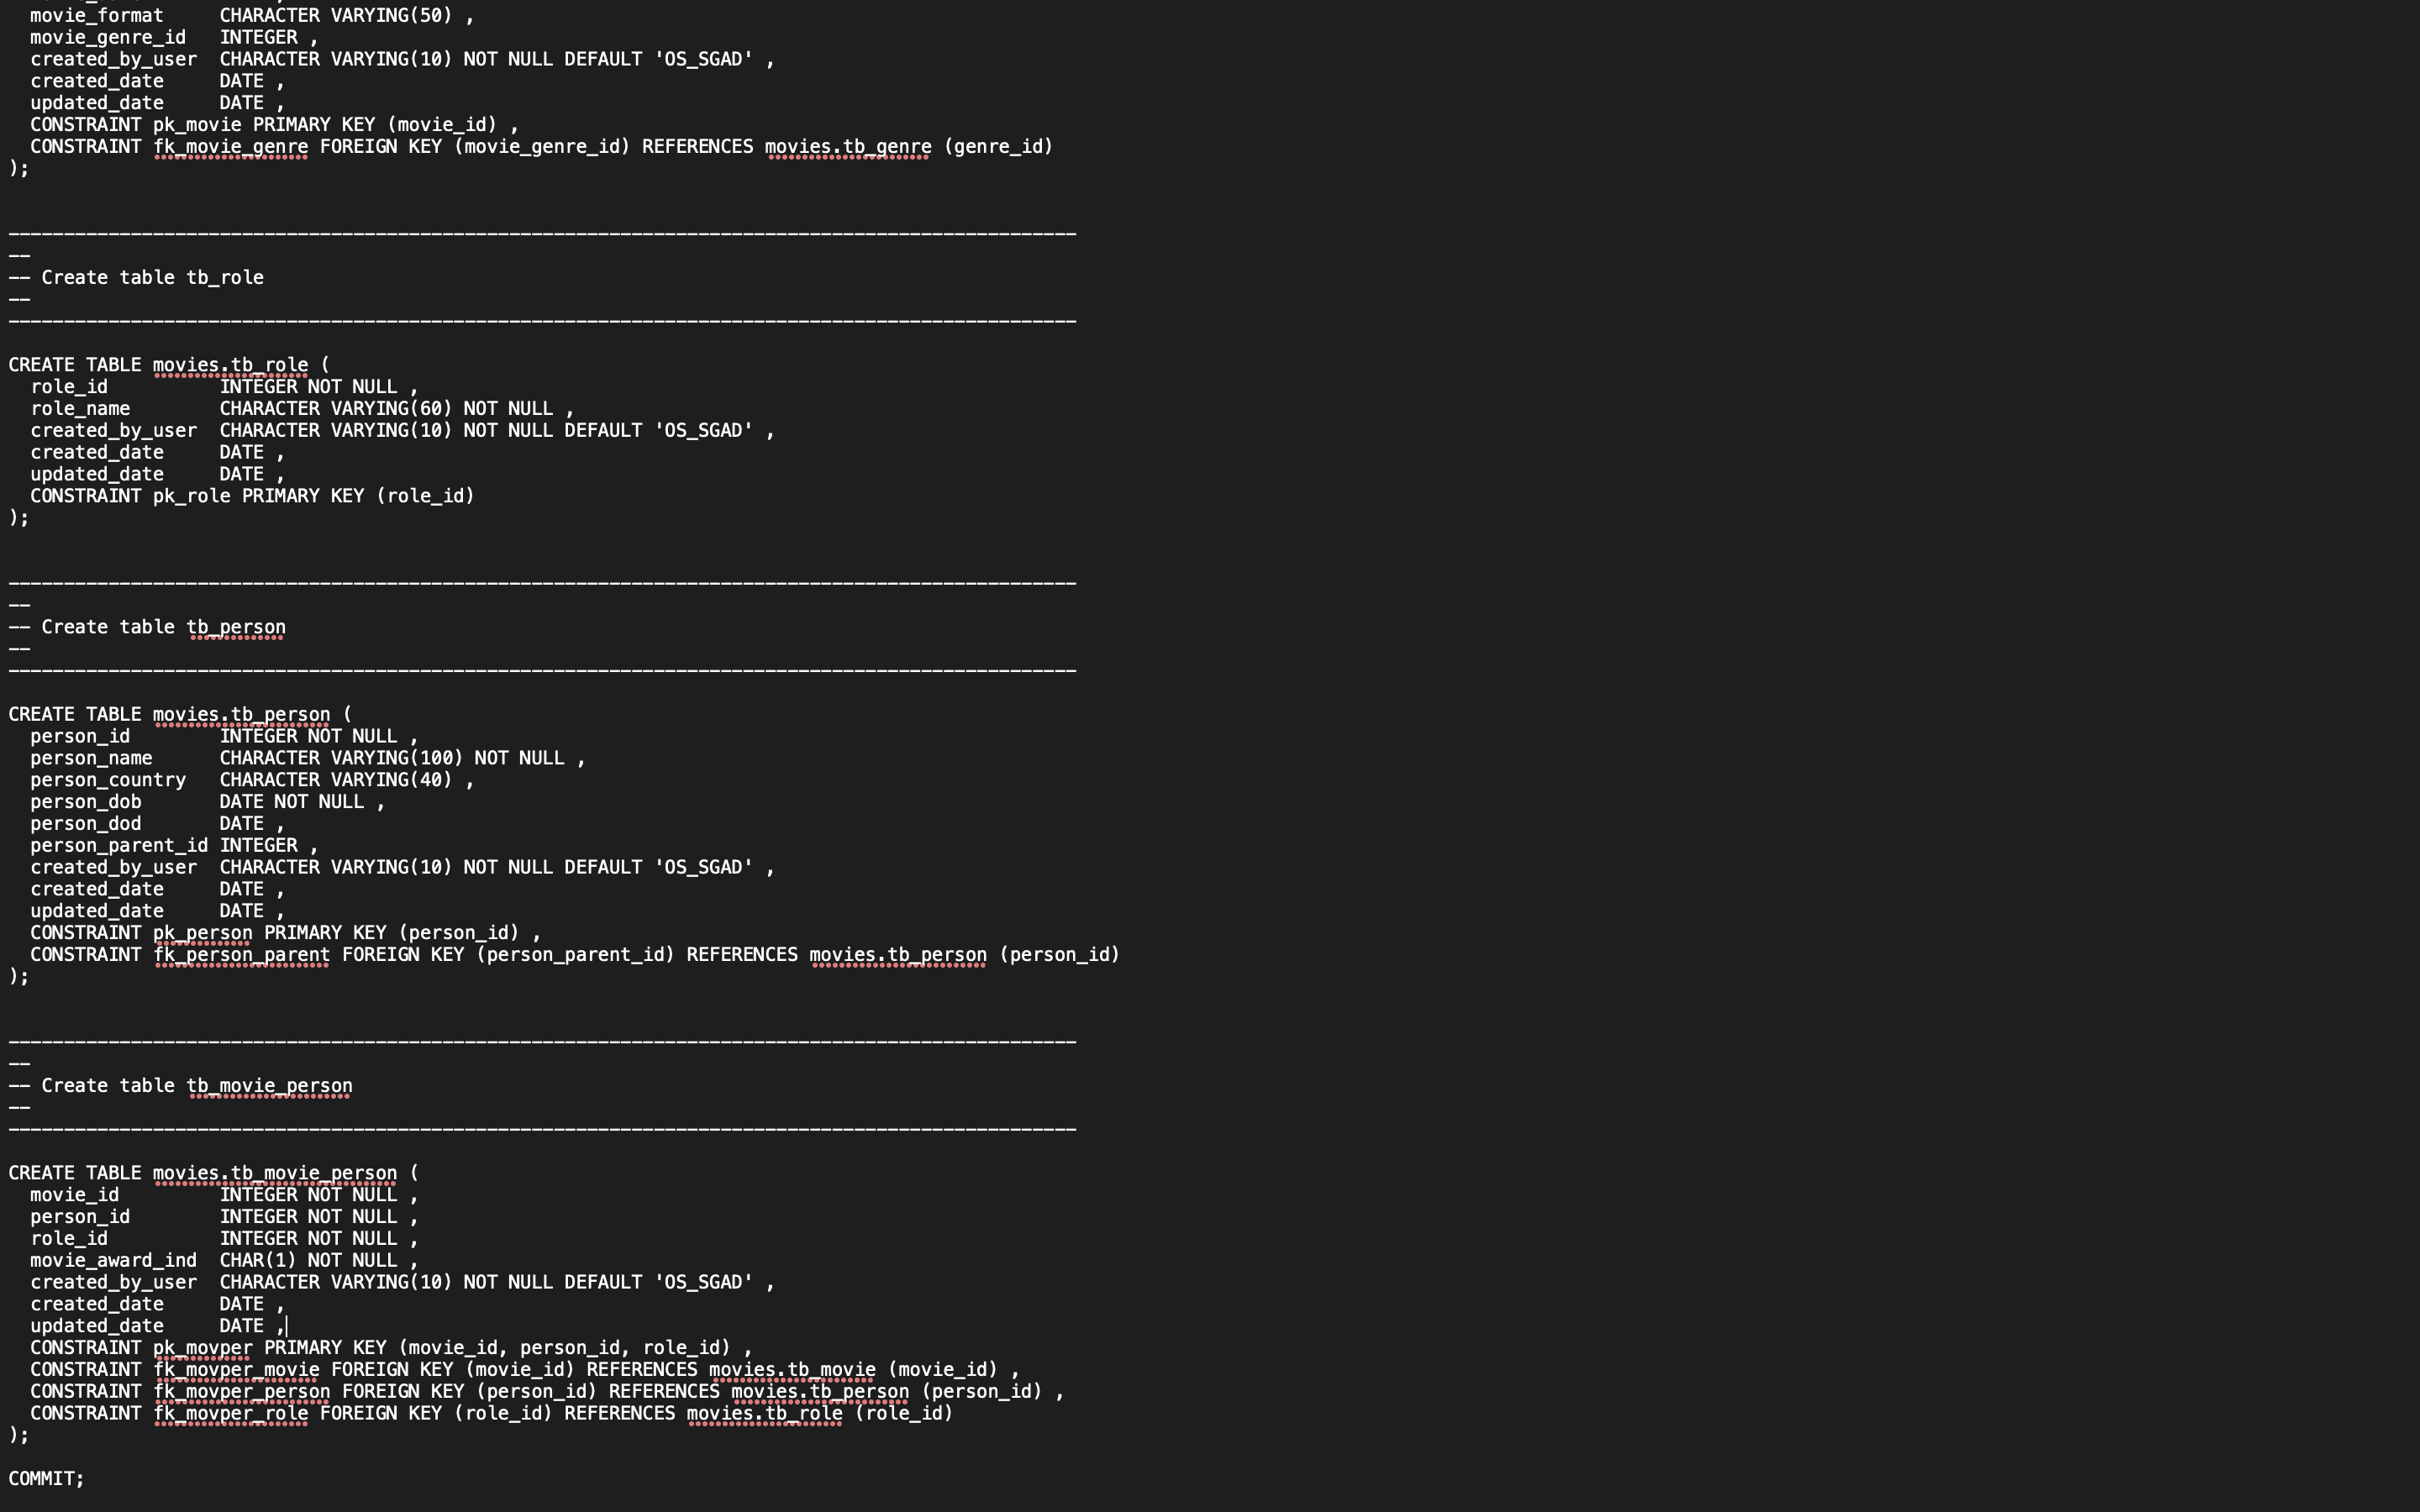 movie_format     CHARACTER VARYING(50) ,
movie_genre_id   INTEGER ,
created_by_user  CHARACTER VARYING(10) NOT NULL DEFAULT 'OS_SGAD' ,
created_date     DATE ,
updated_date     DATE ,
CONSTRAINT pk_movie PRIMARY KEY (movie_id) ,
CONSTRAINT fk_movie_genre FOREIGN KEY (movie_genre_id) REFERENCES movies.tb_genre (genre_id)
);
------------------------------------------------------------------------------------------------
--
-- Create table tb_role
--
------------------------------------------------------------------------------------------------
CREATE TABLE movies.tb_role (
role_id          INTEGER NOT NULL ,
role_name        CHARACTER VARYING(60) NOT NULL ,
created_by_user  CHARACTER VARYING(10) NOT NULL DEFAULT 'OS_SGAD' ,
created_date     DATE ,
updated_date     DATE ,
CONSTRAINT pk_role PRIMARY KEY (role_id)
);
------------------------------------------------------------------------------------------------
--
-- Create table tb_person
--
------------------------------------------------------------------------------------------------
CREATE TABLE movies.tb_person (
person_id        INTEGER NOT NULL ,
person_name      CHARACTER VARYING(100) NOT NULL ,
person_country   CHARACTER VARYING(40) ,
person_dob       DATE NOT NULL ,
person_dod       DATE ,
person_parent_id INTEGER ,
created_by_user  CHARACTER VARYING(10) NOT NULL DEFAULT 'OS_SGAD' ,
created_date     DATE ,
updated_date     DATE ,
CONSTRAINT pk_person PRIMARY KEY (person_id) ,
CONSTRAINT fk_person_parent FOREIGN KEY (person_parent_id) REFERENCES movies.tb_person (person_id)
);
------------------------------------------------------------------------------------------------
--
-- Create table tb_movie_person
--
------------------------------------------------------------------------------------------------
CREATE TABLE movies.tb_movie_person (
movie_id         INTEGER NOT NULL ,
person_id        INTEGER NOT NULL ,
role_id          INTEGER NOT NULL ,
movie_award_ind  CHAR(1) NOT NULL ,
created_by_user  CHARACTER VARYING(10) NOT NULL DEFAULT 'OS_SGAD' ,
created_date     DATE ,
updated_date     DATE ,
CONSTRAINT pk_movper PRIMARY KEY (movie_id, person_id, role_id) ,
CONSTRAINT fk_movper_movie FOREIGN KEY (movie_id) REFERENCES movies.tb_movie (movie_id) ,
CONSTRAINT fk_movper_person FOREIGN KEY (person_id) REFERENCES movies.tb_person (person_id) ,
CONSTRAINT fk_movper_role FOREIGN KEY (role_id) REFERENCES movies.tb_role (role_id)
);
COMMIT;